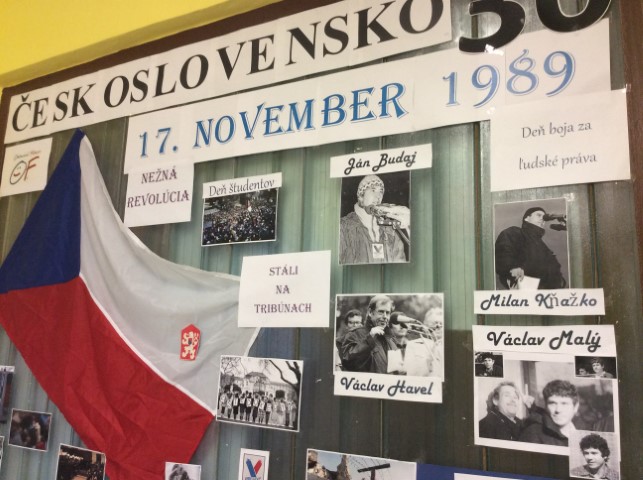 ČESKOSLOVENSKO 30
17. NOVEMBER 1989
OF
NEŽNÁ
REVOLÚCIA
Deň študentov
Ján Budaj
Deň boja za
ľudské práva
STÁLI
NA
TRIBÚNACH
Milan Kňažko
Václav Havel
Václav Malý